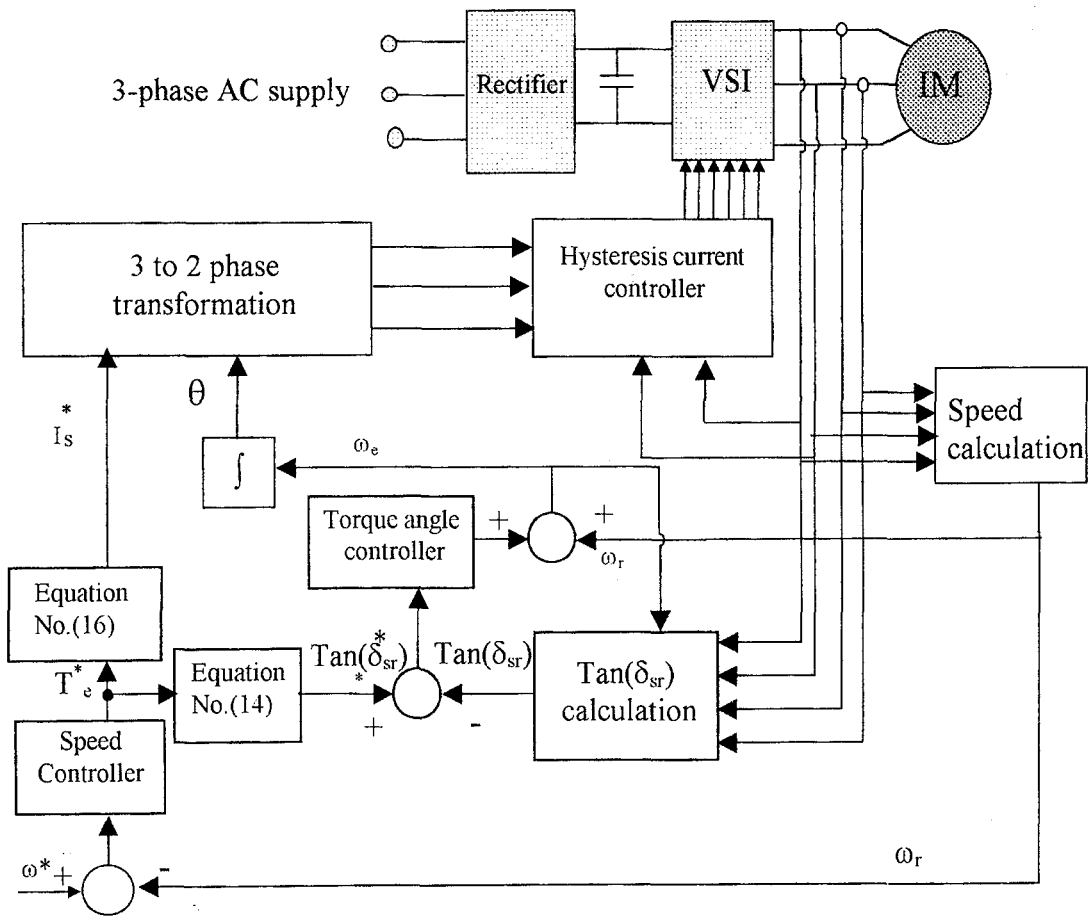 3-phase AC supply
Rectifier
VSI
IM
3 to 2 phase
transformation
Hysteresis current
controller
θ
*
Is
ωe
∫
Speed
calculation
Torque angle
controller
+
+
ωr
Equation
No.(16)
T*e
Equation
No.(14)
Tan(δ*sr)
*
+
Tan(δsr)
-
Tan(δsr)
calculation
Speed
Controller
ω*+
-
ωr